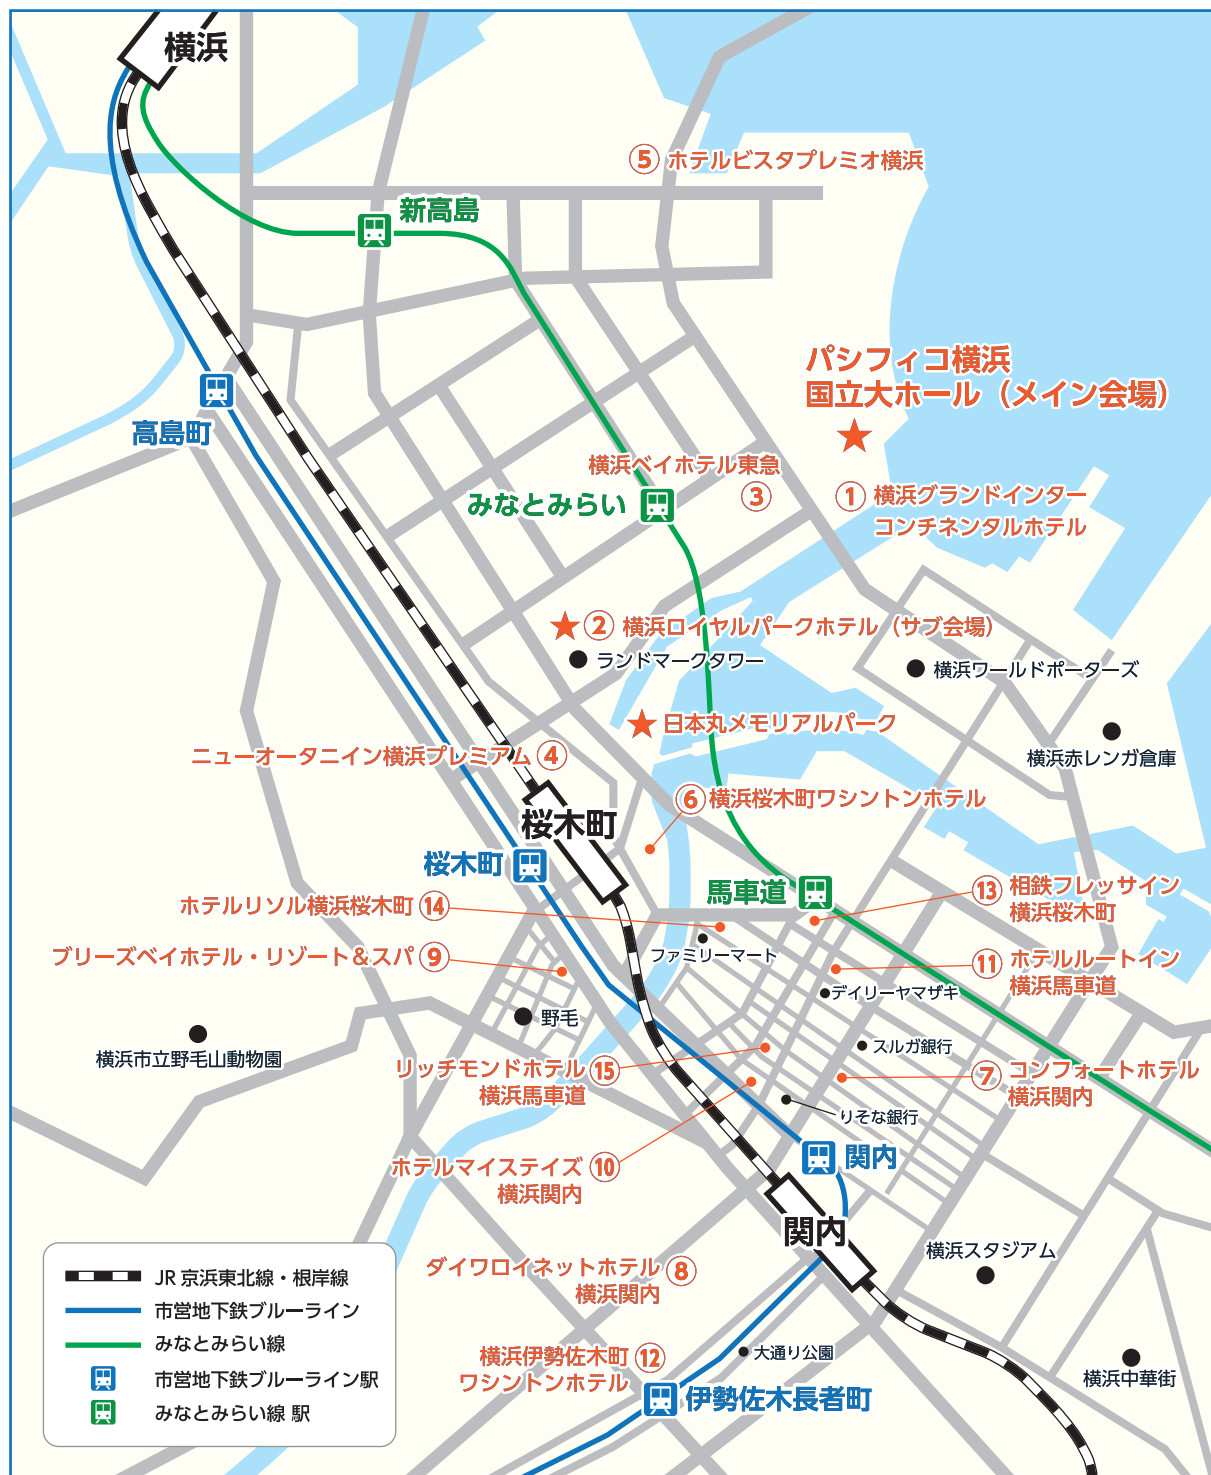 横浜
⑤ ホテルビスタプレミオ横浜
新高島
パシフィコ横浜
国立大ホール（メイン会場）
高島町
横浜ベイホテル東急
③
みなとみらい
① 横浜グランドインター
コンチネンタルホテル
② 横浜ロイヤルパークホテル（サブ会場）
ランドマークタワー
横浜ワールドポーターズ
日本丸メモリアルパーク
横浜赤レンガ倉庫
ニューオータニイン横浜プレミアム ④
⑥ 横浜桜木町ワシントンホテル
桜木町
桜木町
馬車道
⑬ 相鉄フレッサイン
横浜桜木町
ホテルリソル横浜桜木町 ⑭
ファミリーマート
ブリーズベイホテル・リゾート＆スパ ⑨
⑪ ホテルルートイン
横浜馬車道
デイリーヤマザキ
野毛
横浜市立野毛山動物園
スルガ銀行
リッチモンドホテル ⑮
横浜馬車道
⑦ コンフォートホテル
横浜関内
りそな銀行
ホテルマイステイズ ⑩
横浜関内
関内
関内
横浜スタジアム
ダイワロイネットホテル ⑧
横浜関内
横浜伊勢佐木町 ⑫
ワシントンホテル
大通り公園
横浜中華街
伊勢佐木長者町
JR 京浜東北線・根岸線
市営地下鉄ブルーライン
みなとみらい線
市営地下鉄ブルーライン駅
みなとみらい線 駅